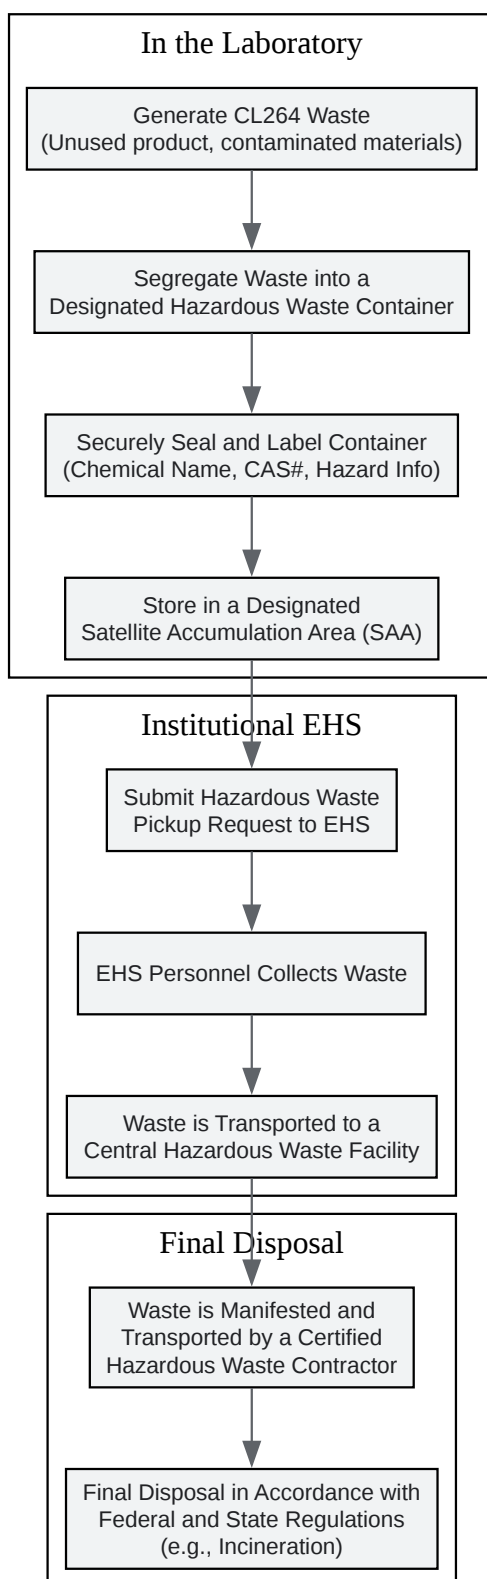 In the Laboratory
Generate CL264 Waste
(Unused product, contaminated materials)
Segregate Waste into a
Designated Hazardous Waste Container
Securely Seal and Label Container
(Chemical Name, CAS#, Hazard Info)
Store in a Designated
Satellite Accumulation Area (SAA)
Institutional EHS
Submit Hazardous Waste
Pickup Request to EHS
EHS Personnel Collects Waste
Waste is Transported to a
Central Hazardous Waste Facility
Final Disposal
Waste is Manifested and
Transported by a Certified
Hazardous Waste Contractor
Final Disposal in Accordance with
Federal and State Regulations
(e.g., Incineration)